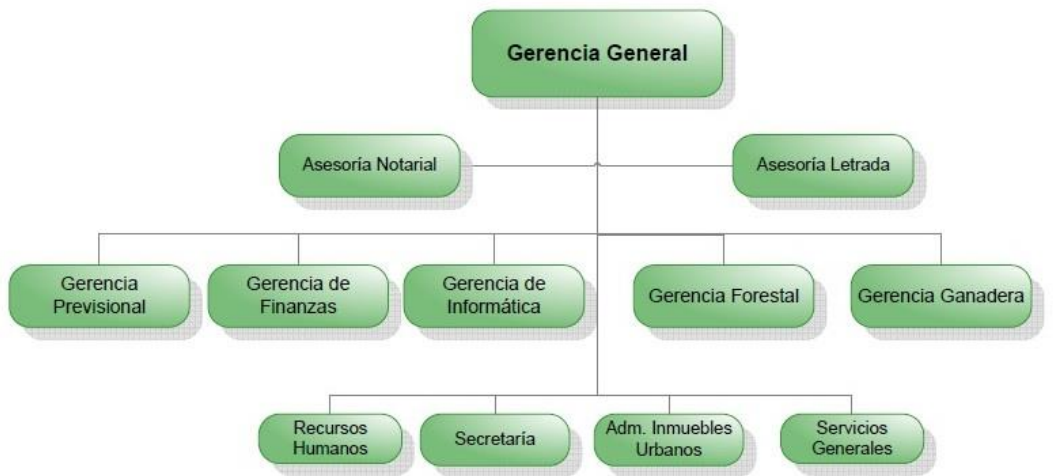 Gerencia General
Asesoría Notarial
Asesoría Letrada
Gerencia
Previsional
Gerencia de
Finanzas
Gerencia de
Informática
Gerencia Forestal
Gerencia Ganadera
Recursos
Humanos
Secretaría
Adm. Inmuebles
Urbanos
Servicios
Generales